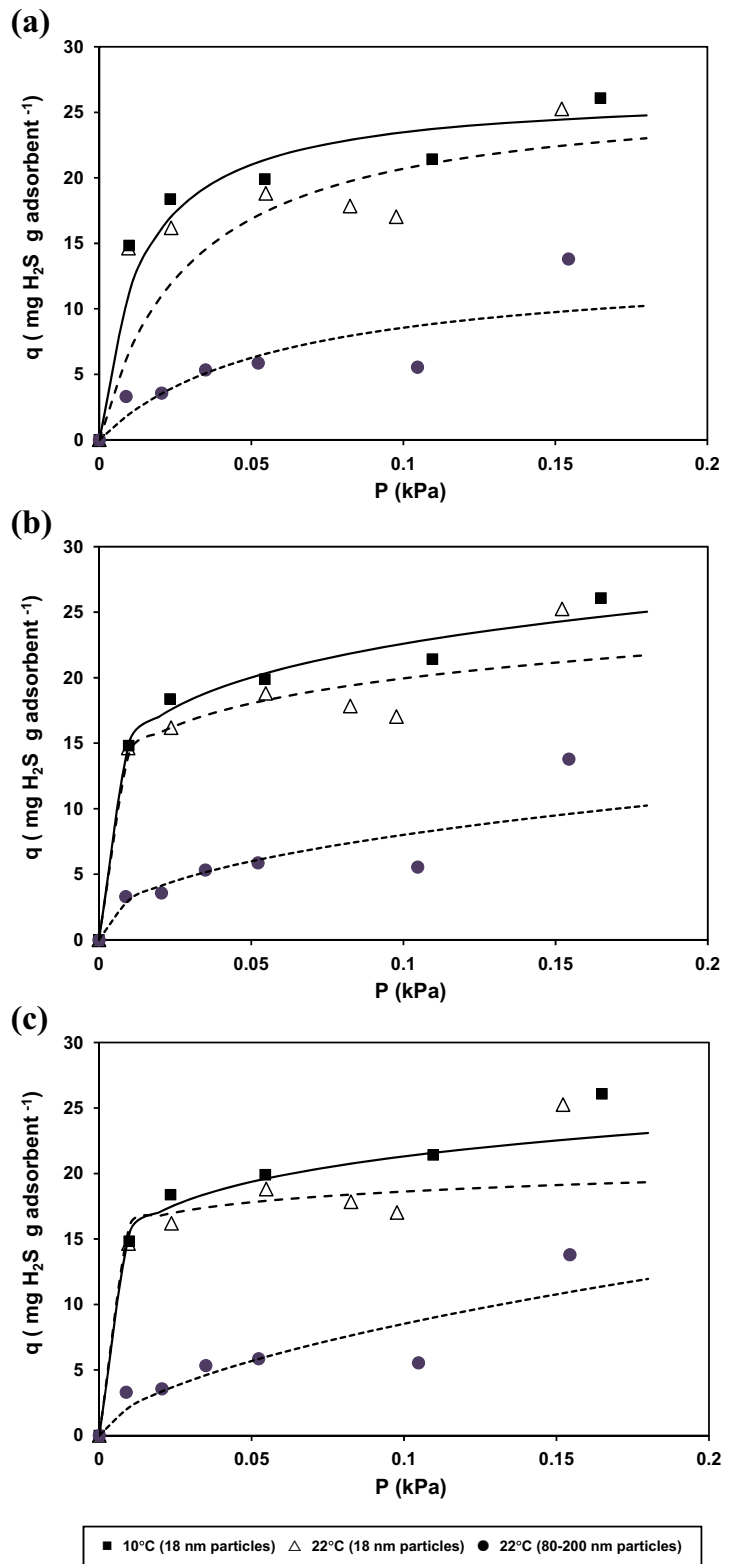 (a)
30
25
20
15
10
5
0
q ( mg H₂S g adsorbent ⁻¹)
0 0.05 0.1 0.15 0.2
P (kPa)
(b)
30
25
20
15
10
5
0
q ( mg H₂S g adsorbent ⁻¹)
0 0.05 0.1 0.15 0.2
P (kPa)
(c)
30
25
20
15
10
5
0
q ( mg H₂S g adsorbent ⁻¹)
0 0.05 0.1 0.15 0.2
P (kPa)
10°C (18 nm particles) 22°C (18 nm particles) 22°C (80-200 nm particles)